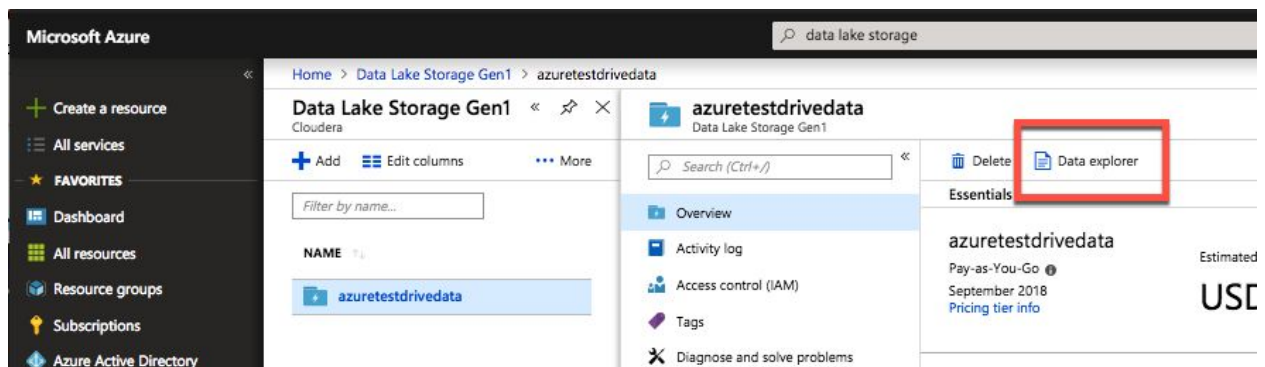 Microsoft Azure
data lake storage
«
Home > Data Lake Storage Gen1 > azuretestdrivedata
Create a resource
All services
FAVORITES
Dashboard
All resources
Resource groups
Subscriptions
Azure Active Directory
Data Lake Storage Gen1 «
Cloudera
Add Edit columns ... More
Filter by name...
NAME
azuretestdrivedata
azuretestdrivedata
Data Lake Storage Gen1
Search (Ctrl+/) «
Overview
Activity log
Access control (IAM)
Tags
Diagnose and solve problems
Delete Data explorer
Essentials
azuretestdrivedata
Pay-as-You-Go
September 2018
Pricing tier info
Estimated
USD